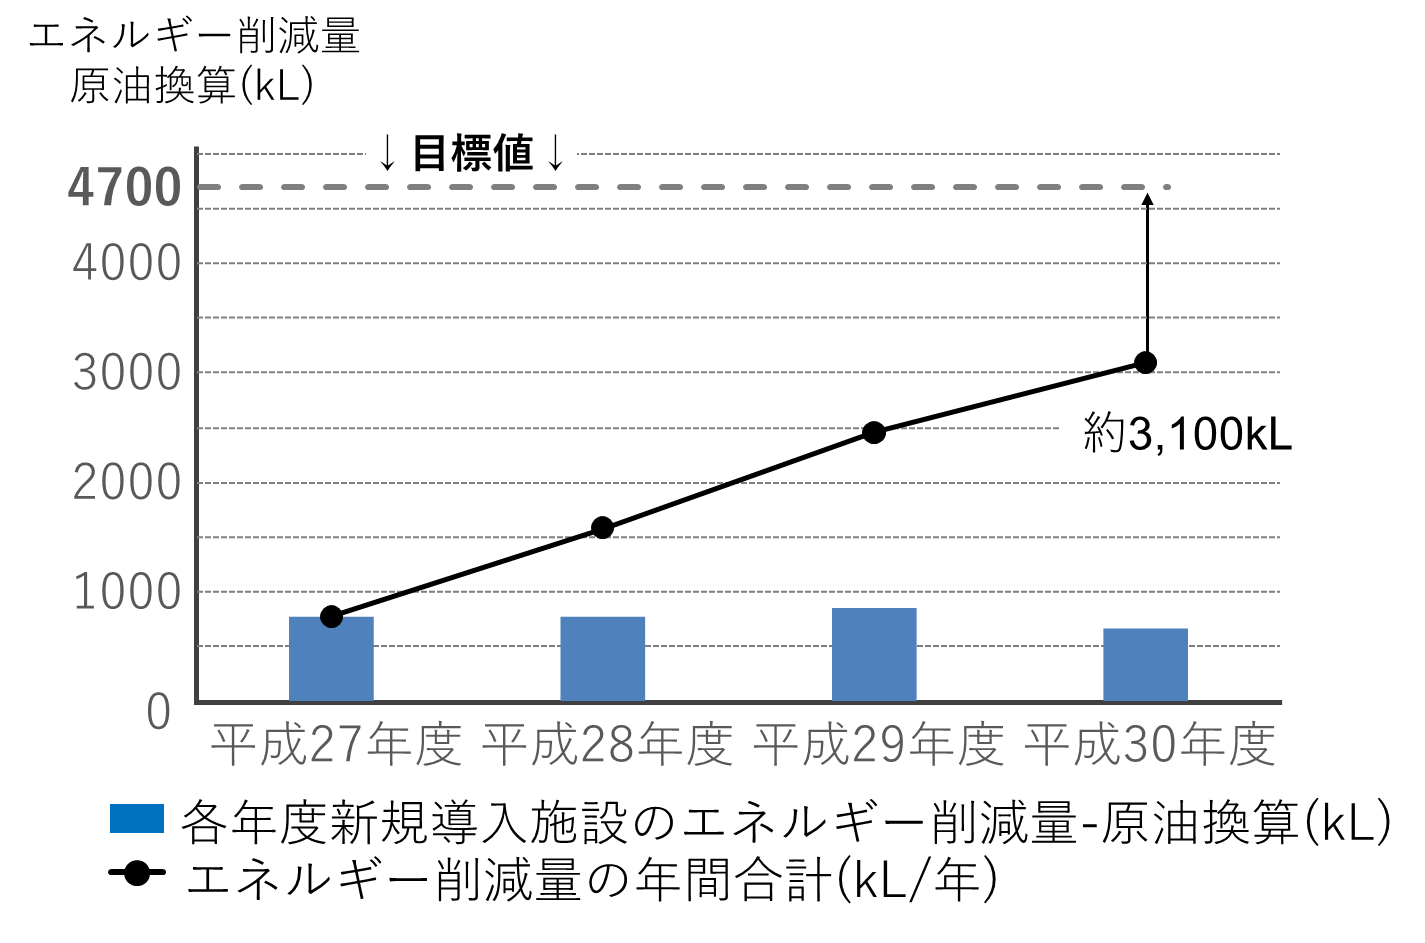 エネルギー削減量
原油換算(kL)
↓ 目標値 ↓
4700
4000
3000
約3,100kL
2000
1000
0
平成27年度 平成28年度 平成29年度 平成30年度
各年度新規導入施設のエネルギー削減量-原油換算(kL)
エネルギー削減量の年間合計(kL/年)